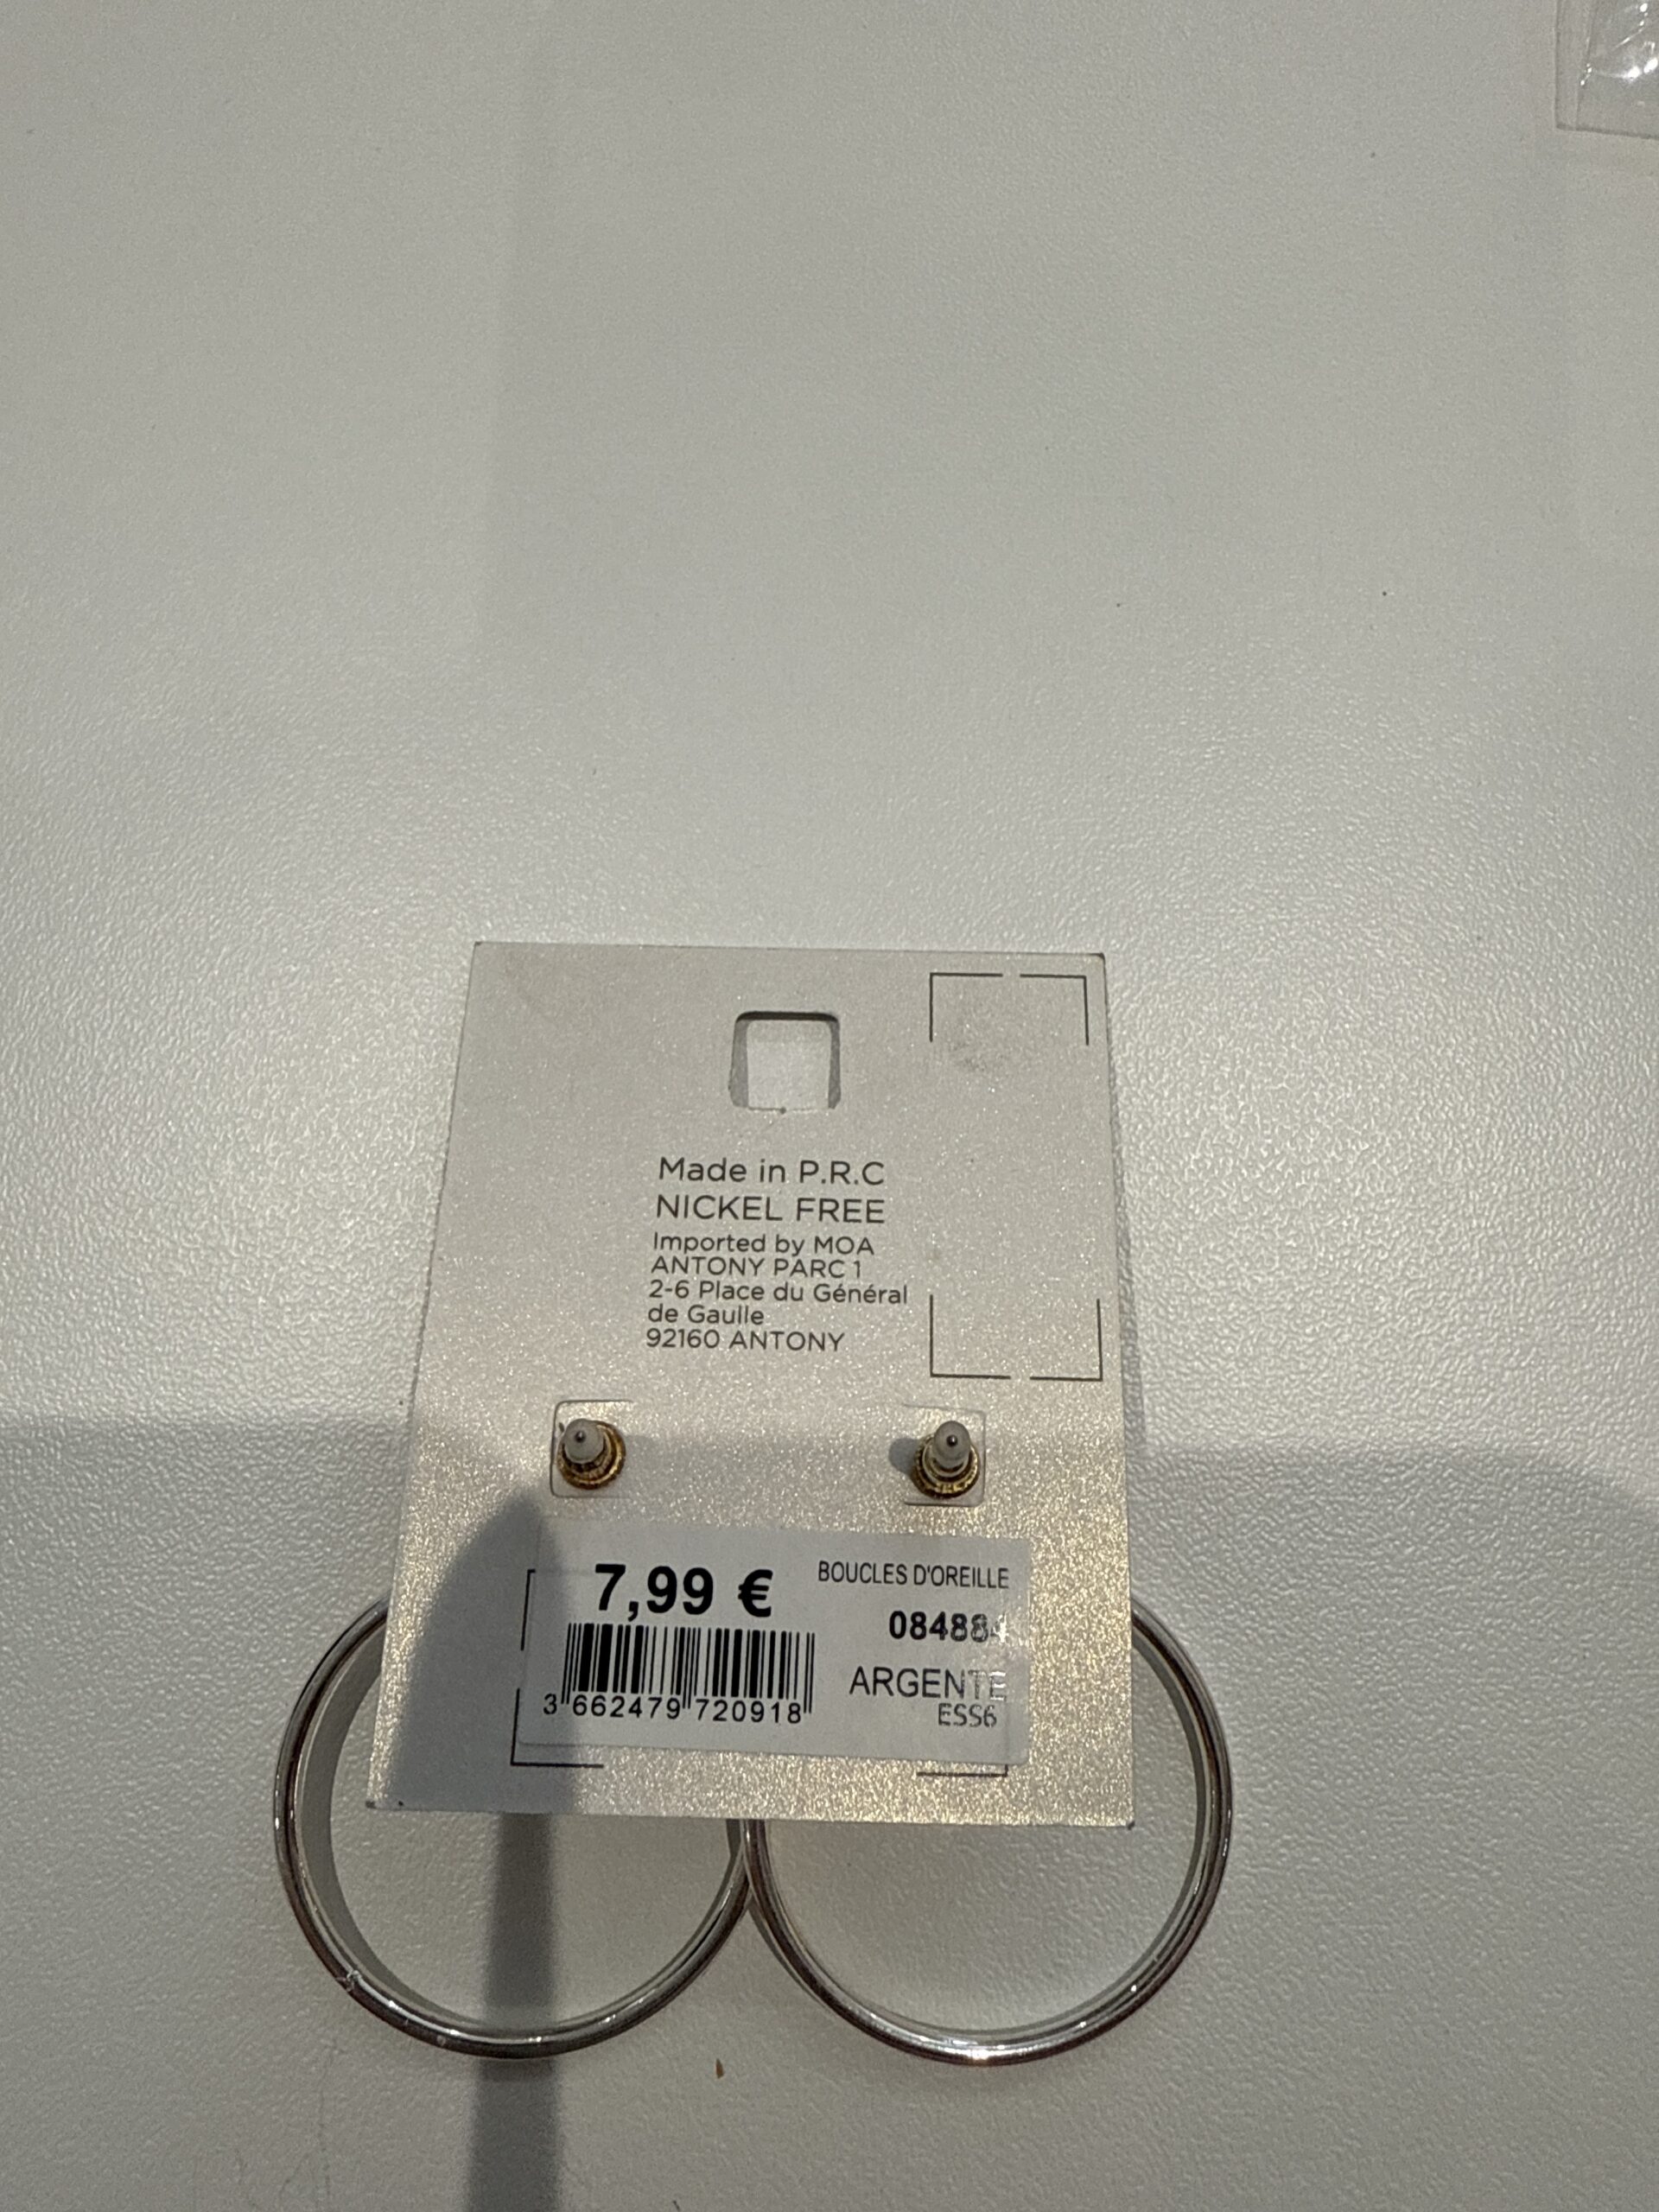 Made in P.R.C
NICKEL FREE
Imported by MOA
ANTONY PARC 1
2-6 Place du Général
de Gaulle
92160 ANTONY
7,99 €
BOUCLES D'OREILLE
084884
ARGENTE
ESS6
3 662479 720918